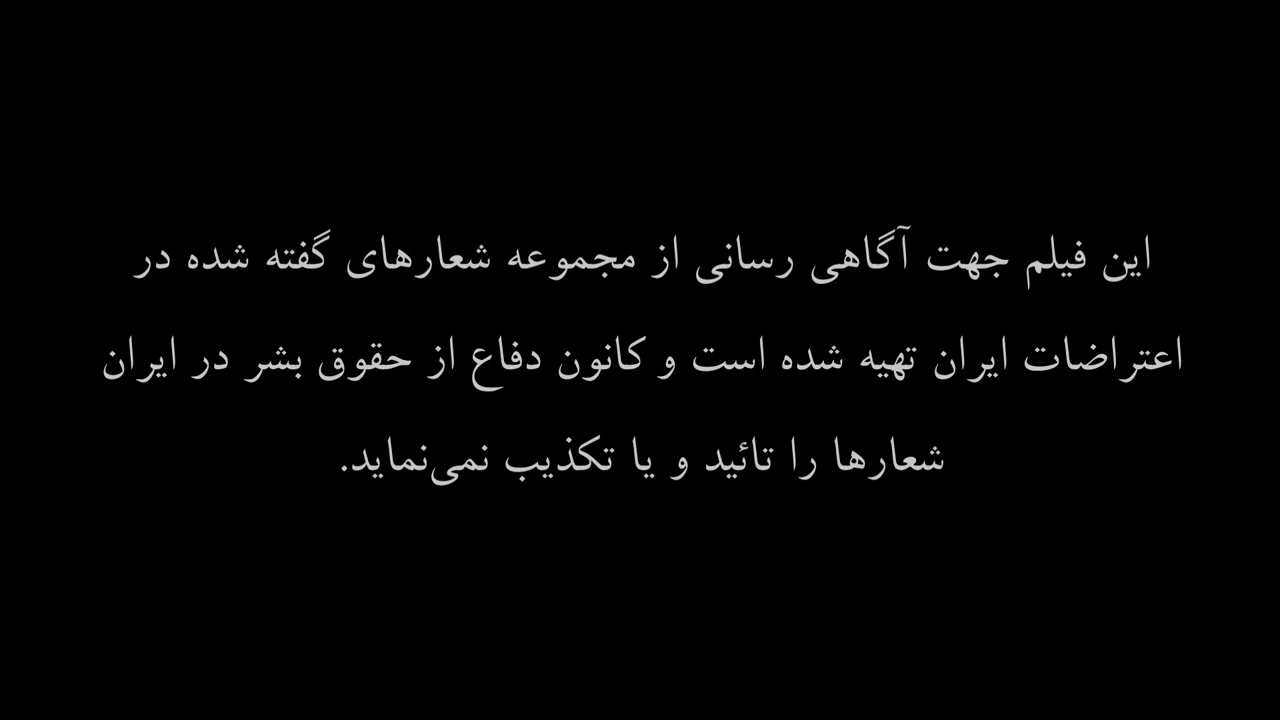 این فیلم جهت آگاهی رسانی از مجموعه شعارهای گفته شده در
اعتراضات ایران تهیه شده است و کانون دفاع از حقوق بشر در ایران
شعارها را تائید و یا تکذیب نمی‌نماید.